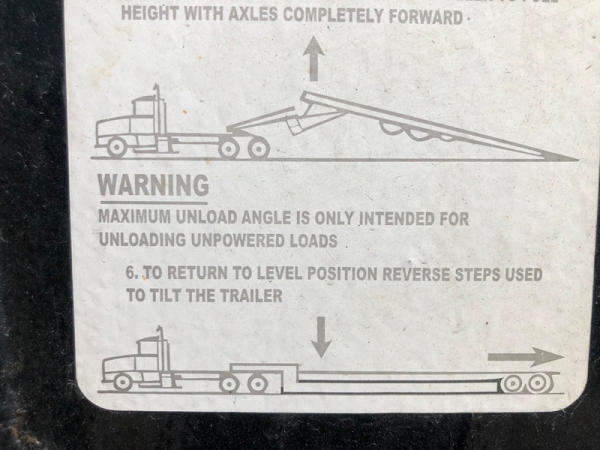 HEIGHT WITH AXLES COMPLETELY FORWARD
WARNING
MAXIMUM UNLOAD ANGLE IS ONLY INTENDED FOR
UNLOADING UNPOWERED LOADS
6. TO RETURN TO LEVEL POSITION REVERSE STEPS USED
TO TILT THE TRAILER